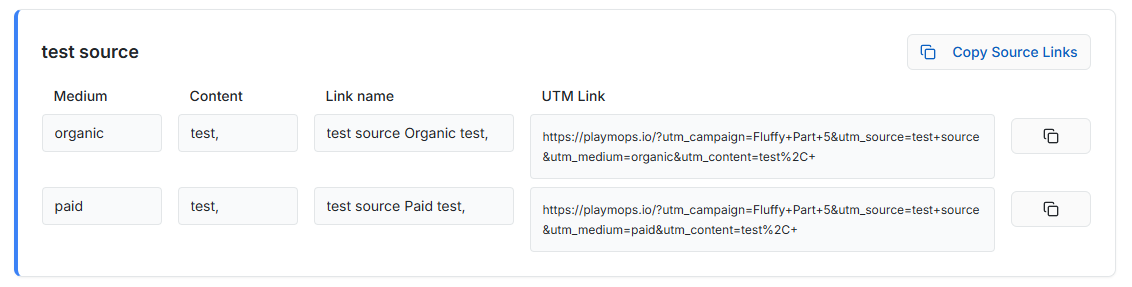 test source
Copy Source Links
Medium Content Link name UTM Link
organic test, test source Organic test, https://playmops.io/?utm_campaign=Fluffy+Part+5&utm_source=test+source
&utm_medium=organic&utm_content=test%2C+
paid test, test source Paid test, https://playmops.io/?utm_campaign=Fluffy+Part+5&utm_source=test+source
&utm_medium=paid&utm_content=test%2C+